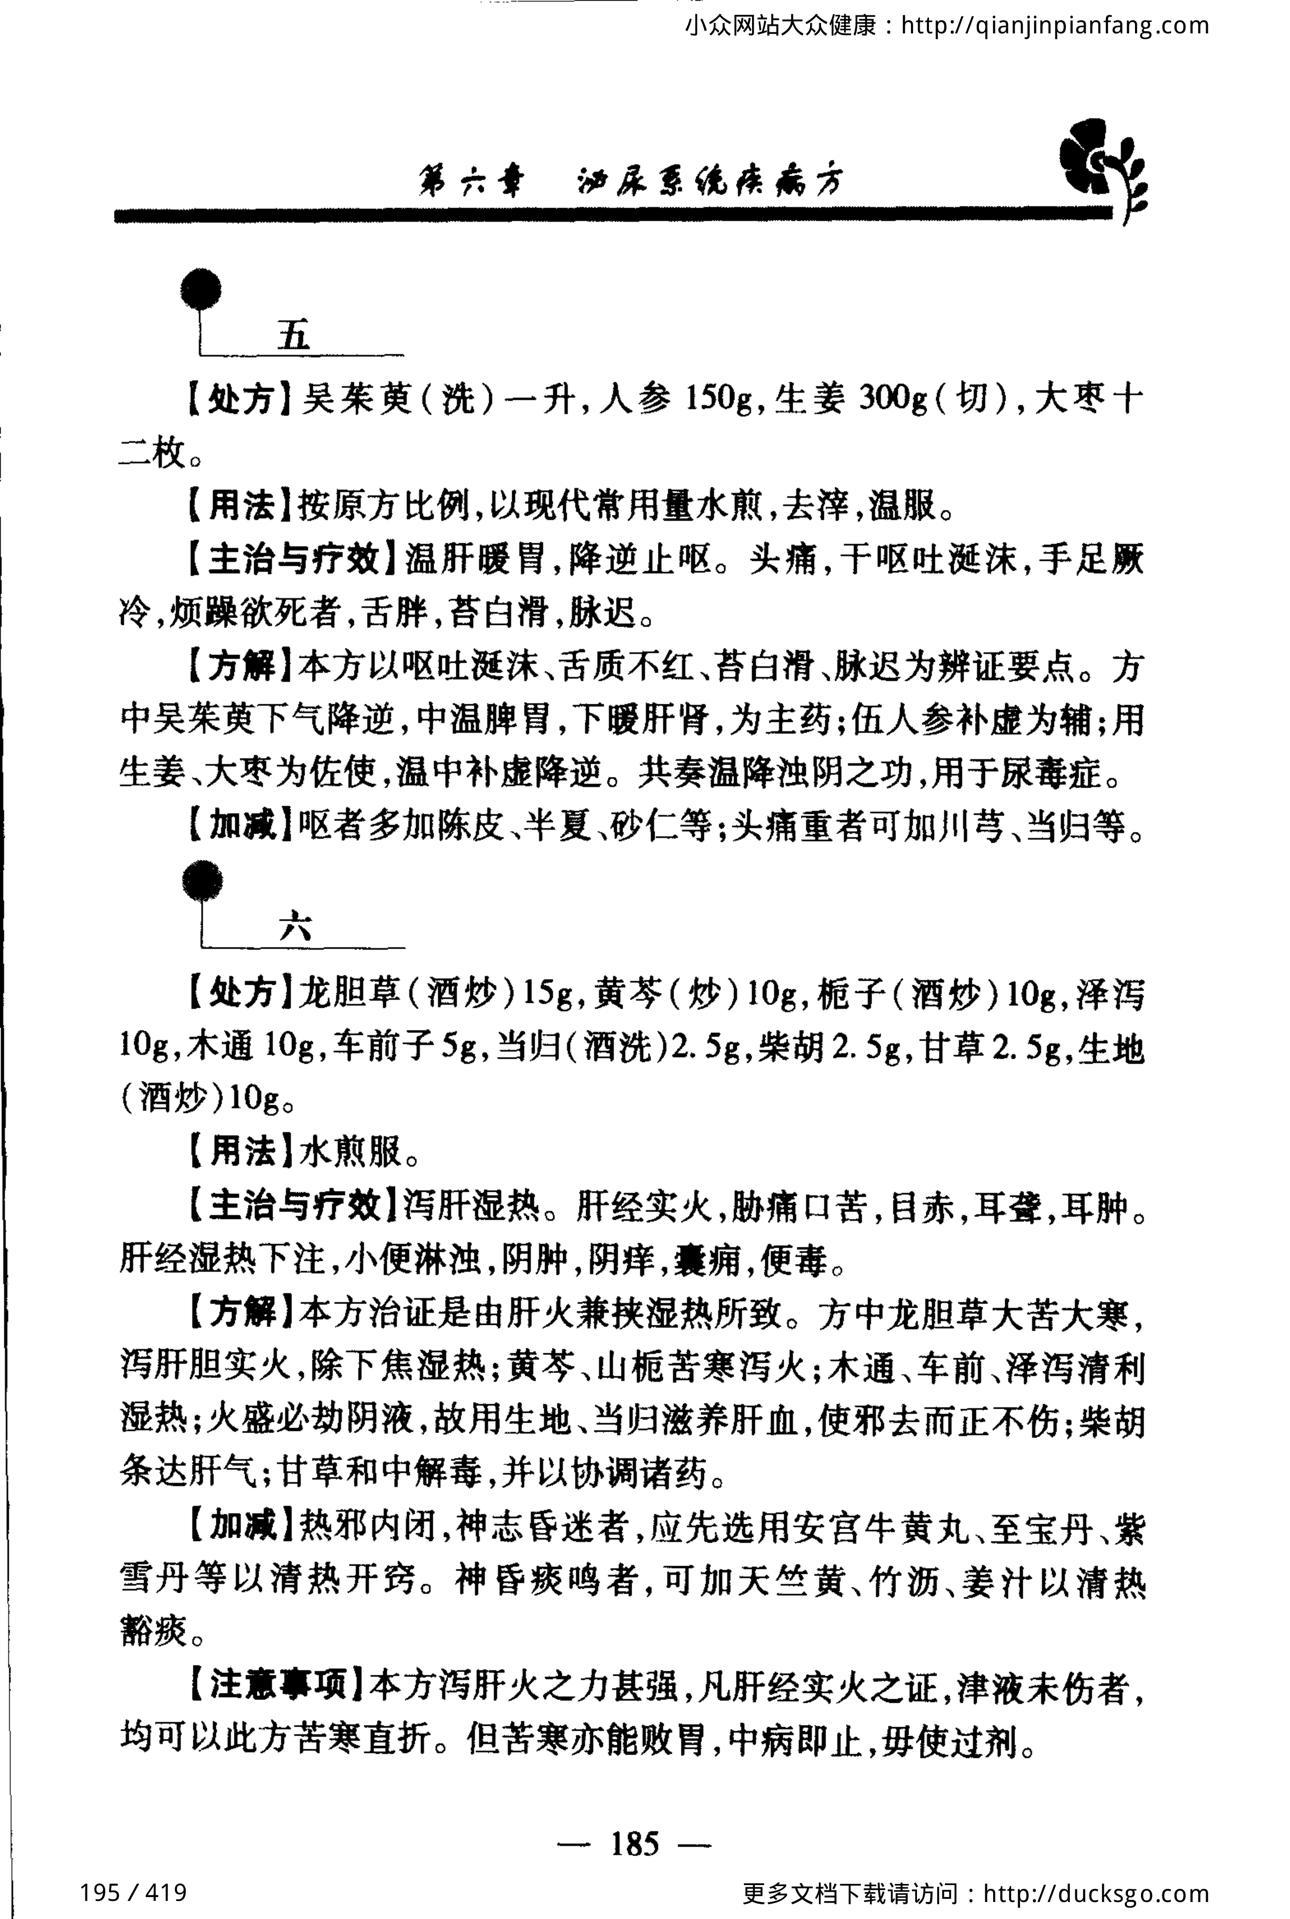 小众网站大众健康：http://qianjinpianfang.com
第六章 泌尿系统疾病方
五
【处方】吴茱萸(洗)一升,人参 150g,生姜 300g(切),大枣十
二枚。
【用法】按原方比例,以现代常用量水煎,去滓,温服。
【主治与疗效】温肝暖胃,降逆止呕。头痛,干呕吐涎沫,手足厥
冷,烦躁欲死者,舌胖,苔白滑,脉迟。
【方解】本方以呕吐涎沫、舌质不红、苔白滑、脉迟为辨证要点。方
中吴茱萸下气降逆,中温脾胃,下暖肝肾,为主药;伍人参补虚为辅;用
生姜、大枣为佐使,温中补虚降逆。共奏温降浊阴之功,用于尿毒症。
【加减】呕者多加陈皮、半夏、砂仁等;头痛重者可加川芎、当归等。
六
【处方】龙胆草(酒炒)15g,黄芩(炒)10g,栀子(酒炒)10g,泽泻
10g,木通 10g,车前子5g,当归(酒洗)2.5g,柴胡2.5g,甘草2.5g,生地
(酒炒)10g。
【用法】水煎服。
【主治与疗效】泻肝湿热。肝经实火,胁痛口苦,目赤,耳聋,耳肿。
肝经湿热下注,小便淋浊,阴肿,阴痒,囊痈,便毒。
【方解】本方治证是由肝火兼挟湿热所致。方中龙胆草大苦大寒,
泻肝胆实火,除下焦湿热;黄芩、山栀苦寒泻火;木通、车前、泽泻清利
湿热;火盛必劫阴液,故用生地、当归滋养肝血,使邪去而正不伤;柴胡
条达肝气;甘草和中解毒,并以协调诸药。
【加减】热邪内闭,神志昏迷者,应先选用安宫牛黄丸、至宝丹、紫
雪丹等以清热开窍。神昏痰鸣者,可加天竺黄、竹沥、姜汁以清热
豁痰。
【注意事项】本方泻肝火之力甚强,凡肝经实火之证,津液未伤者,
均可以此方苦寒直折。但苦寒亦能败胃,中病即止,毋使过剂。
— 185 —
195 / 419
更多文档下载请访问：http://ducksgo.com